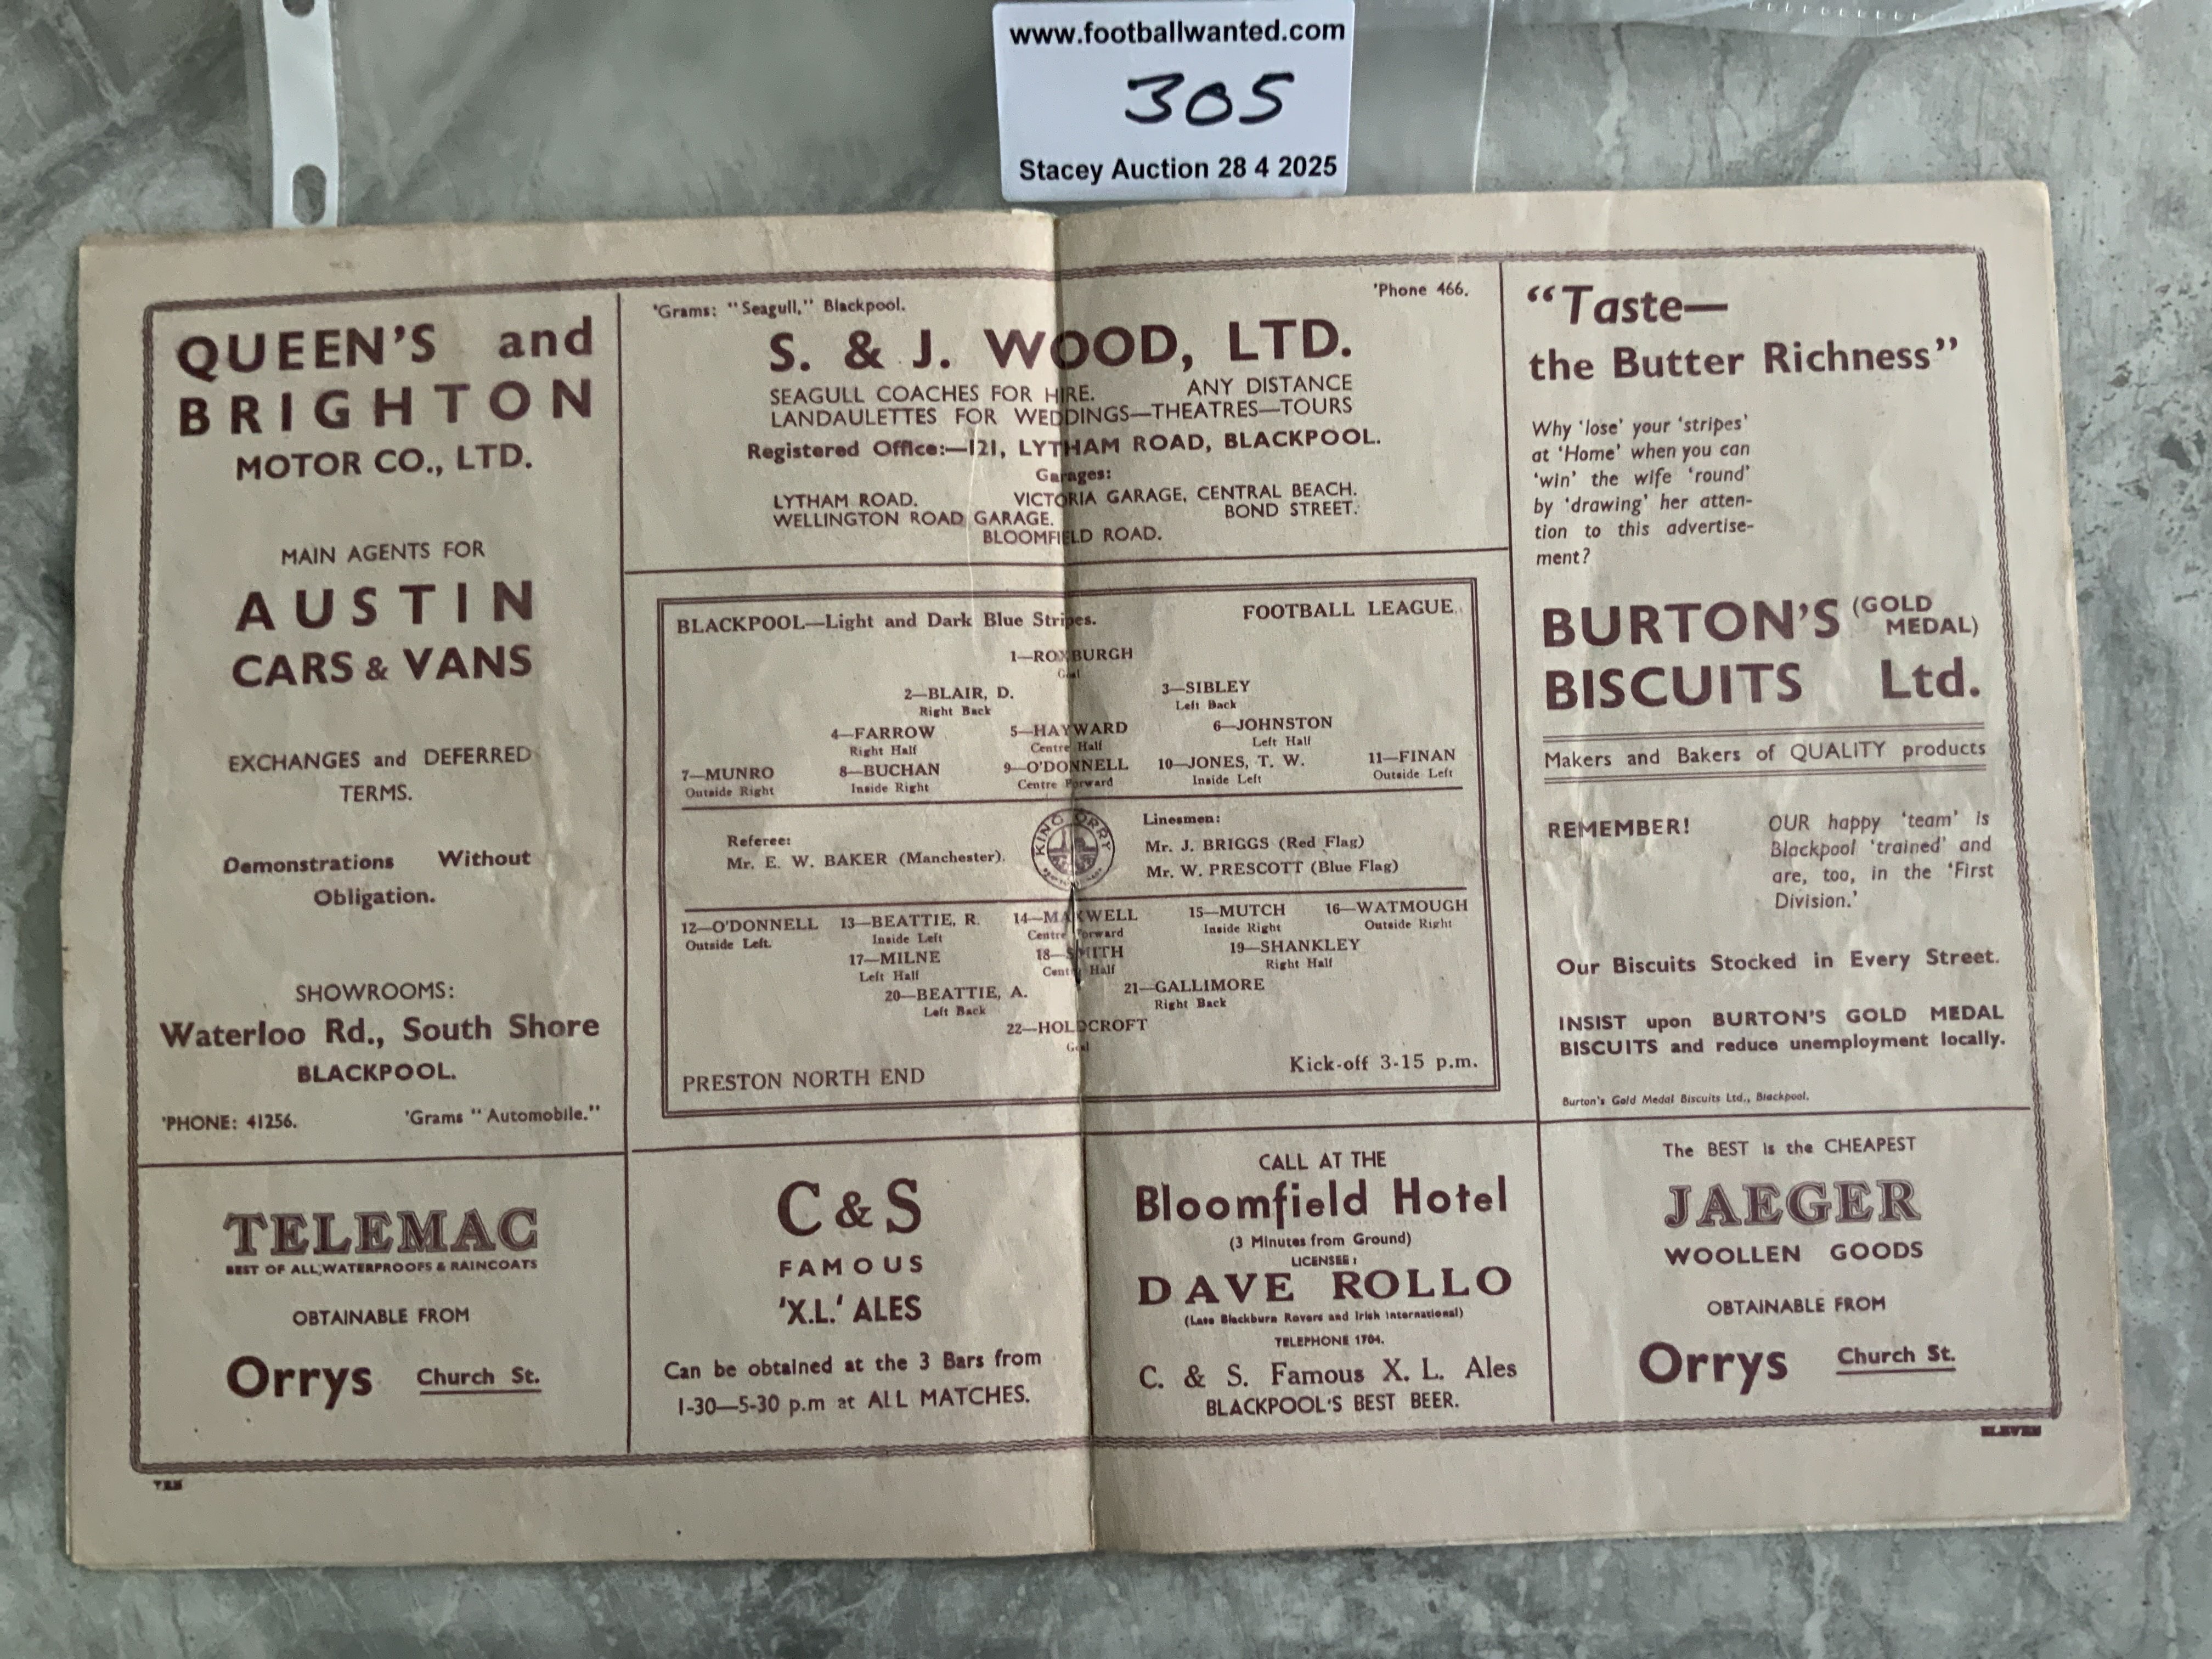 www.footballwanted.com
305
Stacey Auction 28 4 2025
QUEEN'S and
BRIGHTON
MOTOR CO., LTD.
MAIN AGENTS FOR
AUSTIN
CARS & VANS
EXCHANGES and DEFERRED
TERMS.
Demonstrations Without
Obligation.
SHOWROOMS:
Waterloo Rd., South Shore
BLACKPOOL.
'PHONE: 41256. 'Grams "Automobile."
TELEMAC
BEST OF ALL, WATERPROOFS & RAINCOATS
OBTAINABLE FROM
Orrys Church St.
TEN
'Grams: "Seagull," Blackpool. 'Phone 466.
S. & J. WOOD, LTD.
SEAGULL COACHES FOR HIRE. ANY DISTANCE
LANDAULETTES FOR WEDDINGS—THEATRES—TOURS
Registered Office:—121, LYTHAM ROAD, BLACKPOOL.
Garages:
LYTHAM ROAD. VICTORIA GARAGE, CENTRAL BEACH.
WELLINGTON ROAD GARAGE. BOND STREET.
BLOOMFIELD ROAD.
BLACKPOOL—Light and Dark Blue Stripes. FOOTBALL LEAGUE.
1—ROXBURGH
Goal
2—BLAIR, D. 3—SIBLEY
Right Back Left Back
4—FARROW 5—HAYWARD 6—JOHNSTON
Right Half Centre Half Left Half
7—MUNRO 8—BUCHAN 9—O'DONNELL 10—JONES, T. W. 11—FINAN
Outside Right Inside Right Centre Forward Inside Left Outside Left
Referee:
Mr. E. W. BAKER (Manchester).
KING ORRY
Linesmen:
Mr. J. BRIGGS (Red Flag)
Mr. W. PRESCOTT (Blue Flag)
12—O'DONNELL 13—BEATTIE, R. 14—MAXWELL 15—MUTCH 16—WATMOUGH
Outside Left. Inside Left Centre Forward Inside Right Outside Right
17—MILNE 18—SMITH 19—SHANKLEY
Left Half Centre Half Right Half
20—BEATTIE, A. 21—GALLIMORE
Left Back Right Back
22—HOLDCROFT
Goal
PRESTON NORTH END Kick-off 3-15 p.m.
C & S
FAMOUS
'X.L.' ALES
Can be obtained at the 3 Bars from
1-30—5-30 p.m at ALL MATCHES.
CALL AT THE
Bloomfield Hotel
(3 Minutes from Ground)
LICENSEE:
DAVE ROLLO
(Late Blackburn Rovers and Irish International)
TELEPHONE 1704.
C. & S. Famous X. L. Ales
BLACKPOOL'S BEST BEER.
"Taste—
the Butter Richness"
Why 'lose' your 'stripes'
at 'Home' when you can
'win' the wife 'round'
by 'drawing' her atten-
tion to this advertise-
ment?
BURTON'S (GOLD
MEDAL)
BISCUITS Ltd.
Makers and Bakers of QUALITY products
REMEMBER! OUR happy 'team' is
Blackpool 'trained' and
are, too, in the 'First
Division.'
Our Biscuits Stocked in Every Street.
INSIST upon BURTON'S GOLD MEDAL
BISCUITS and reduce unemployment locally.
Burton's Gold Medal Biscuits Ltd., Blackpool.
The BEST is the CHEAPEST
JAEGER
WOOLLEN GOODS
OBTAINABLE FROM
Orrys Church St.
ELEVEN